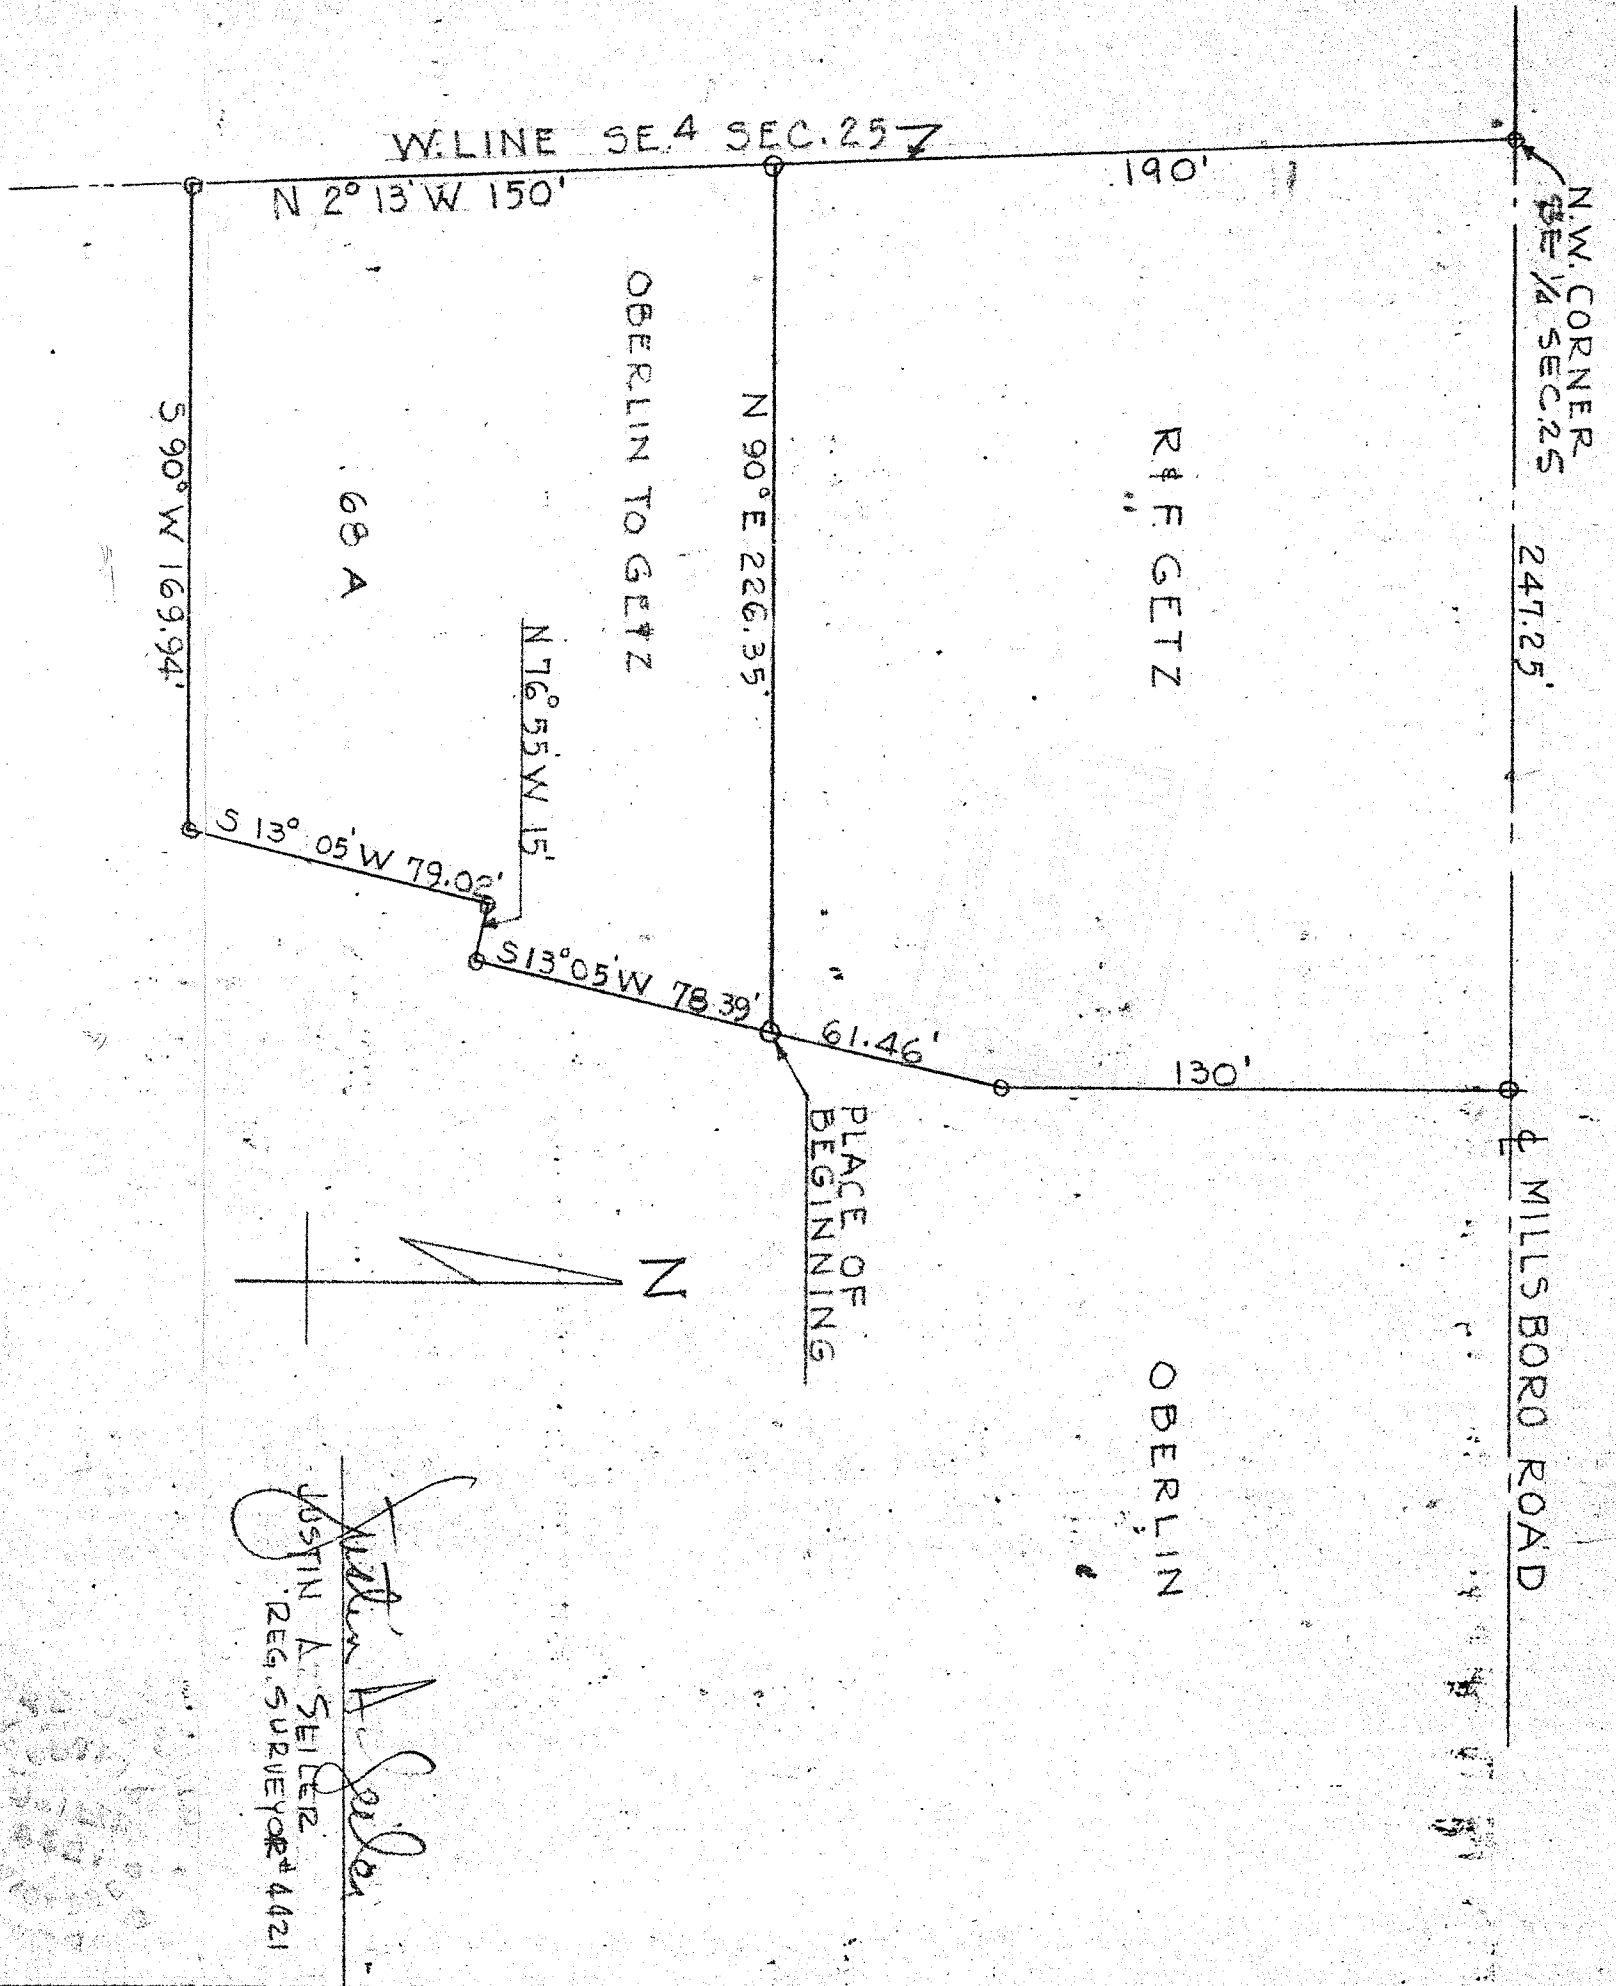 N.W. CORNER
SE 1/4 SEC.25
247.25'
℄ MILLSBORO ROAD
W. LINE SE 4 SEC. 25
190'
R & F GETZ
130'
OBERLIN
61.46'
PLACE OF
BEGINNING
N 90° E 226.35'
OBERLIN TO GETZ
N 76° 55' W 15'
S 13° 05' W 78.39'
N 2° 13' W 150'
.68 A
S 13° 05' W 79.02'
S 90° W 169.94'
N
Justin A. Seiler
JUSTIN A. SEILER
REG. SURVEYOR # 4421